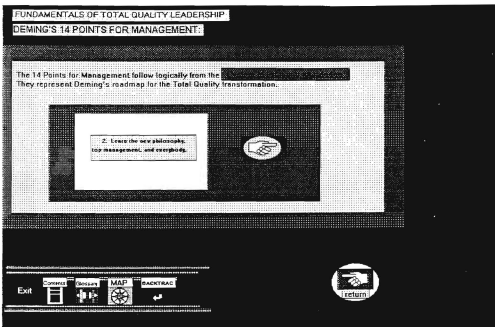 FUNDAMENTALS OF TOTAL QUALITY LEADERSHIP
DEMING'S 14 POINTS FOR MANAGEMENT:
The 14 Points for Management follow logically from the
They represent Deming's roadmap for the Total Quality transformation.
2. Learn the new philosophy,
top management, and everybody.
Exit
Glossary
MAP
BACKTRAC
return